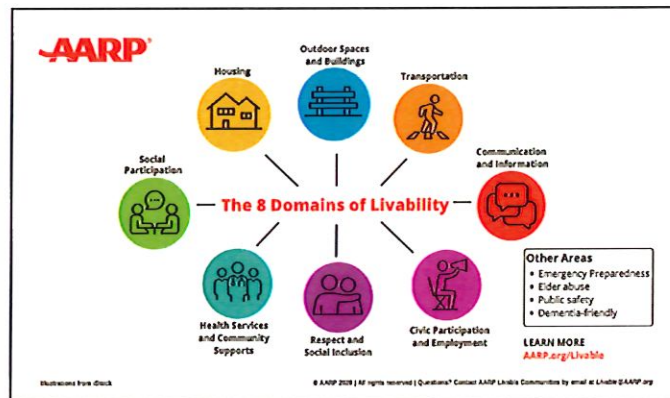 AARP®
Outdoor Spaces
and Buildings
Housing
Transportation
Social
Participation
Communication
and Information
The 8 Domains of Livability
Health Services
and Community
Supports
Respect and
Social Inclusion
Civic Participation
and Employment
Other Areas
• Emergency Preparedness
• Elder abuse
• Public safety
• Dementia-friendly
LEARN MORE
AARP.org/Livable
Illustrations from iStock
© AARP 2020 | All rights reserved | Questions? Contact AARP Livable Communities by email at Livable@AARP.org